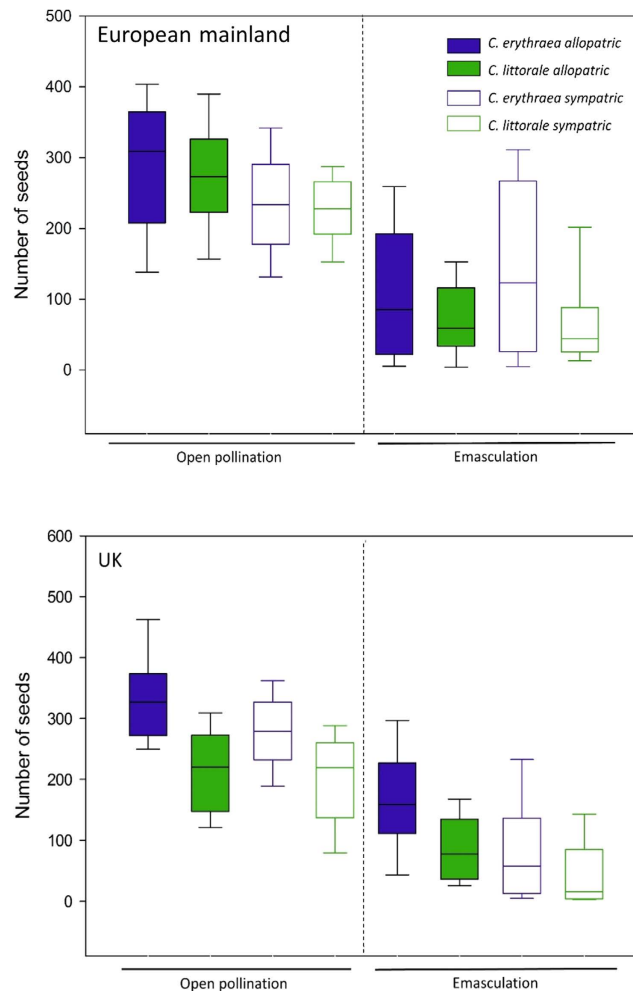 European mainland
500
400
300
200
100
0
Number of seeds
C. erythraea allopatric
C. littorale allopatric
C. erythraea sympatric
C. littorale sympatric
Open pollination
Emasculation
UK
600
500
400
300
200
100
0
Number of seeds
Open pollination
Emasculation